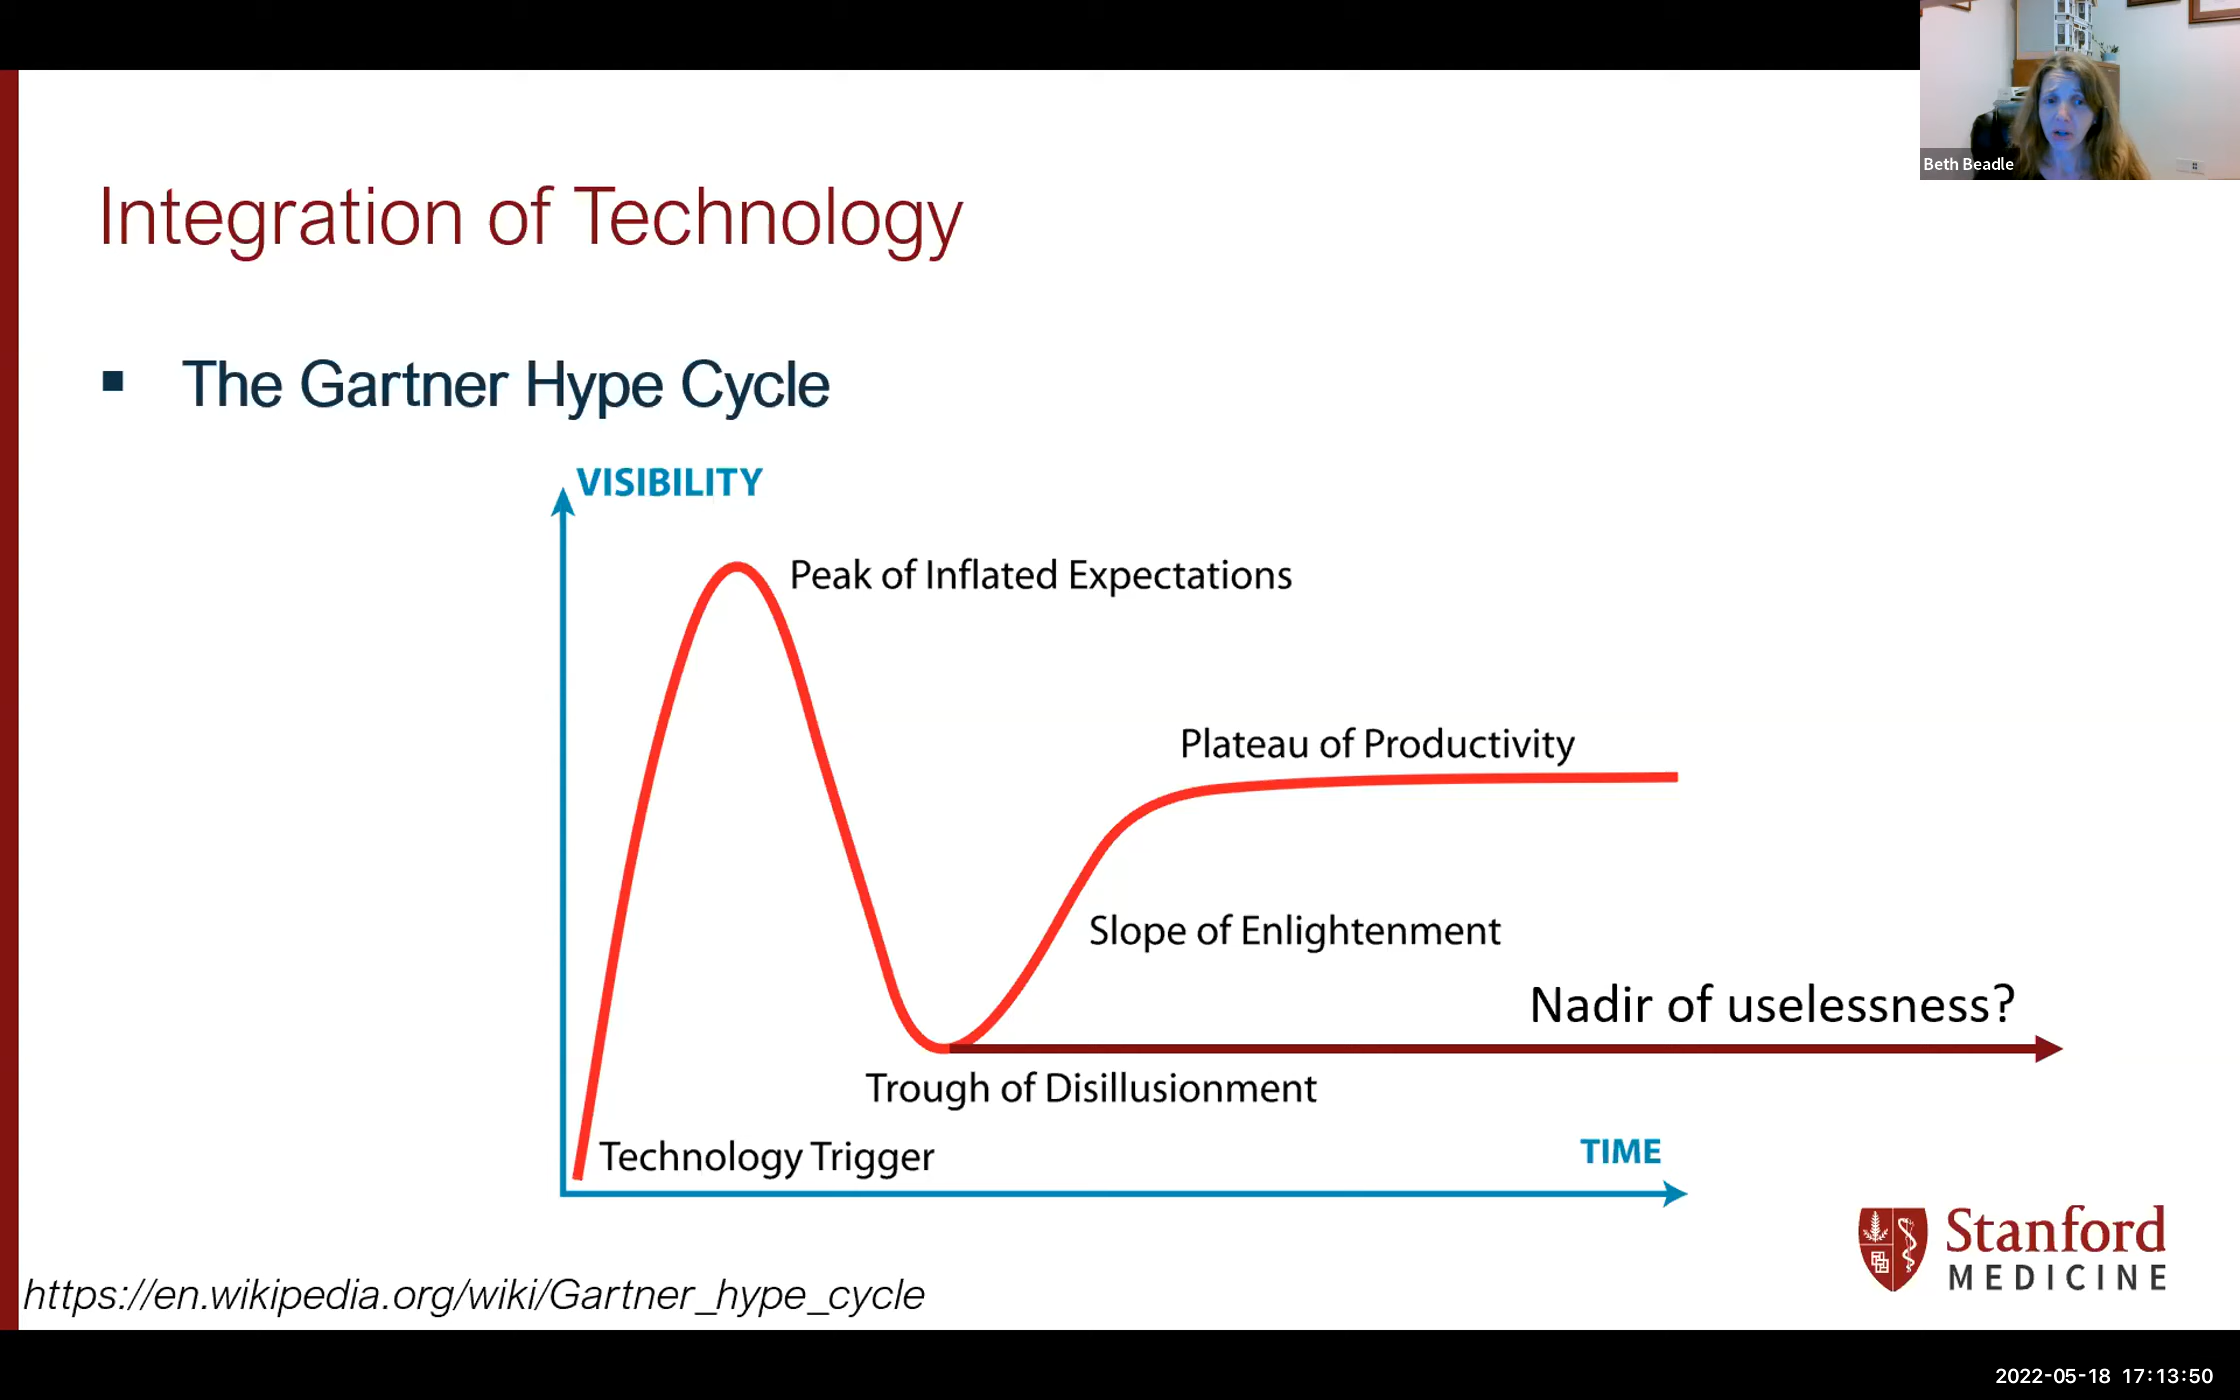 Beth Beadle
Integration of Technology
▪ The Gartner Hype Cycle
VISIBILITY
Peak of Inflated Expectations
Plateau of Productivity
Slope of Enlightenment
Nadir of uselessness?
Trough of Disillusionment
Technology Trigger
TIME
Stanford
MEDICINE
https://en.wikipedia.org/wiki/Gartner_hype_cycle
2022-05-18 17:13:50